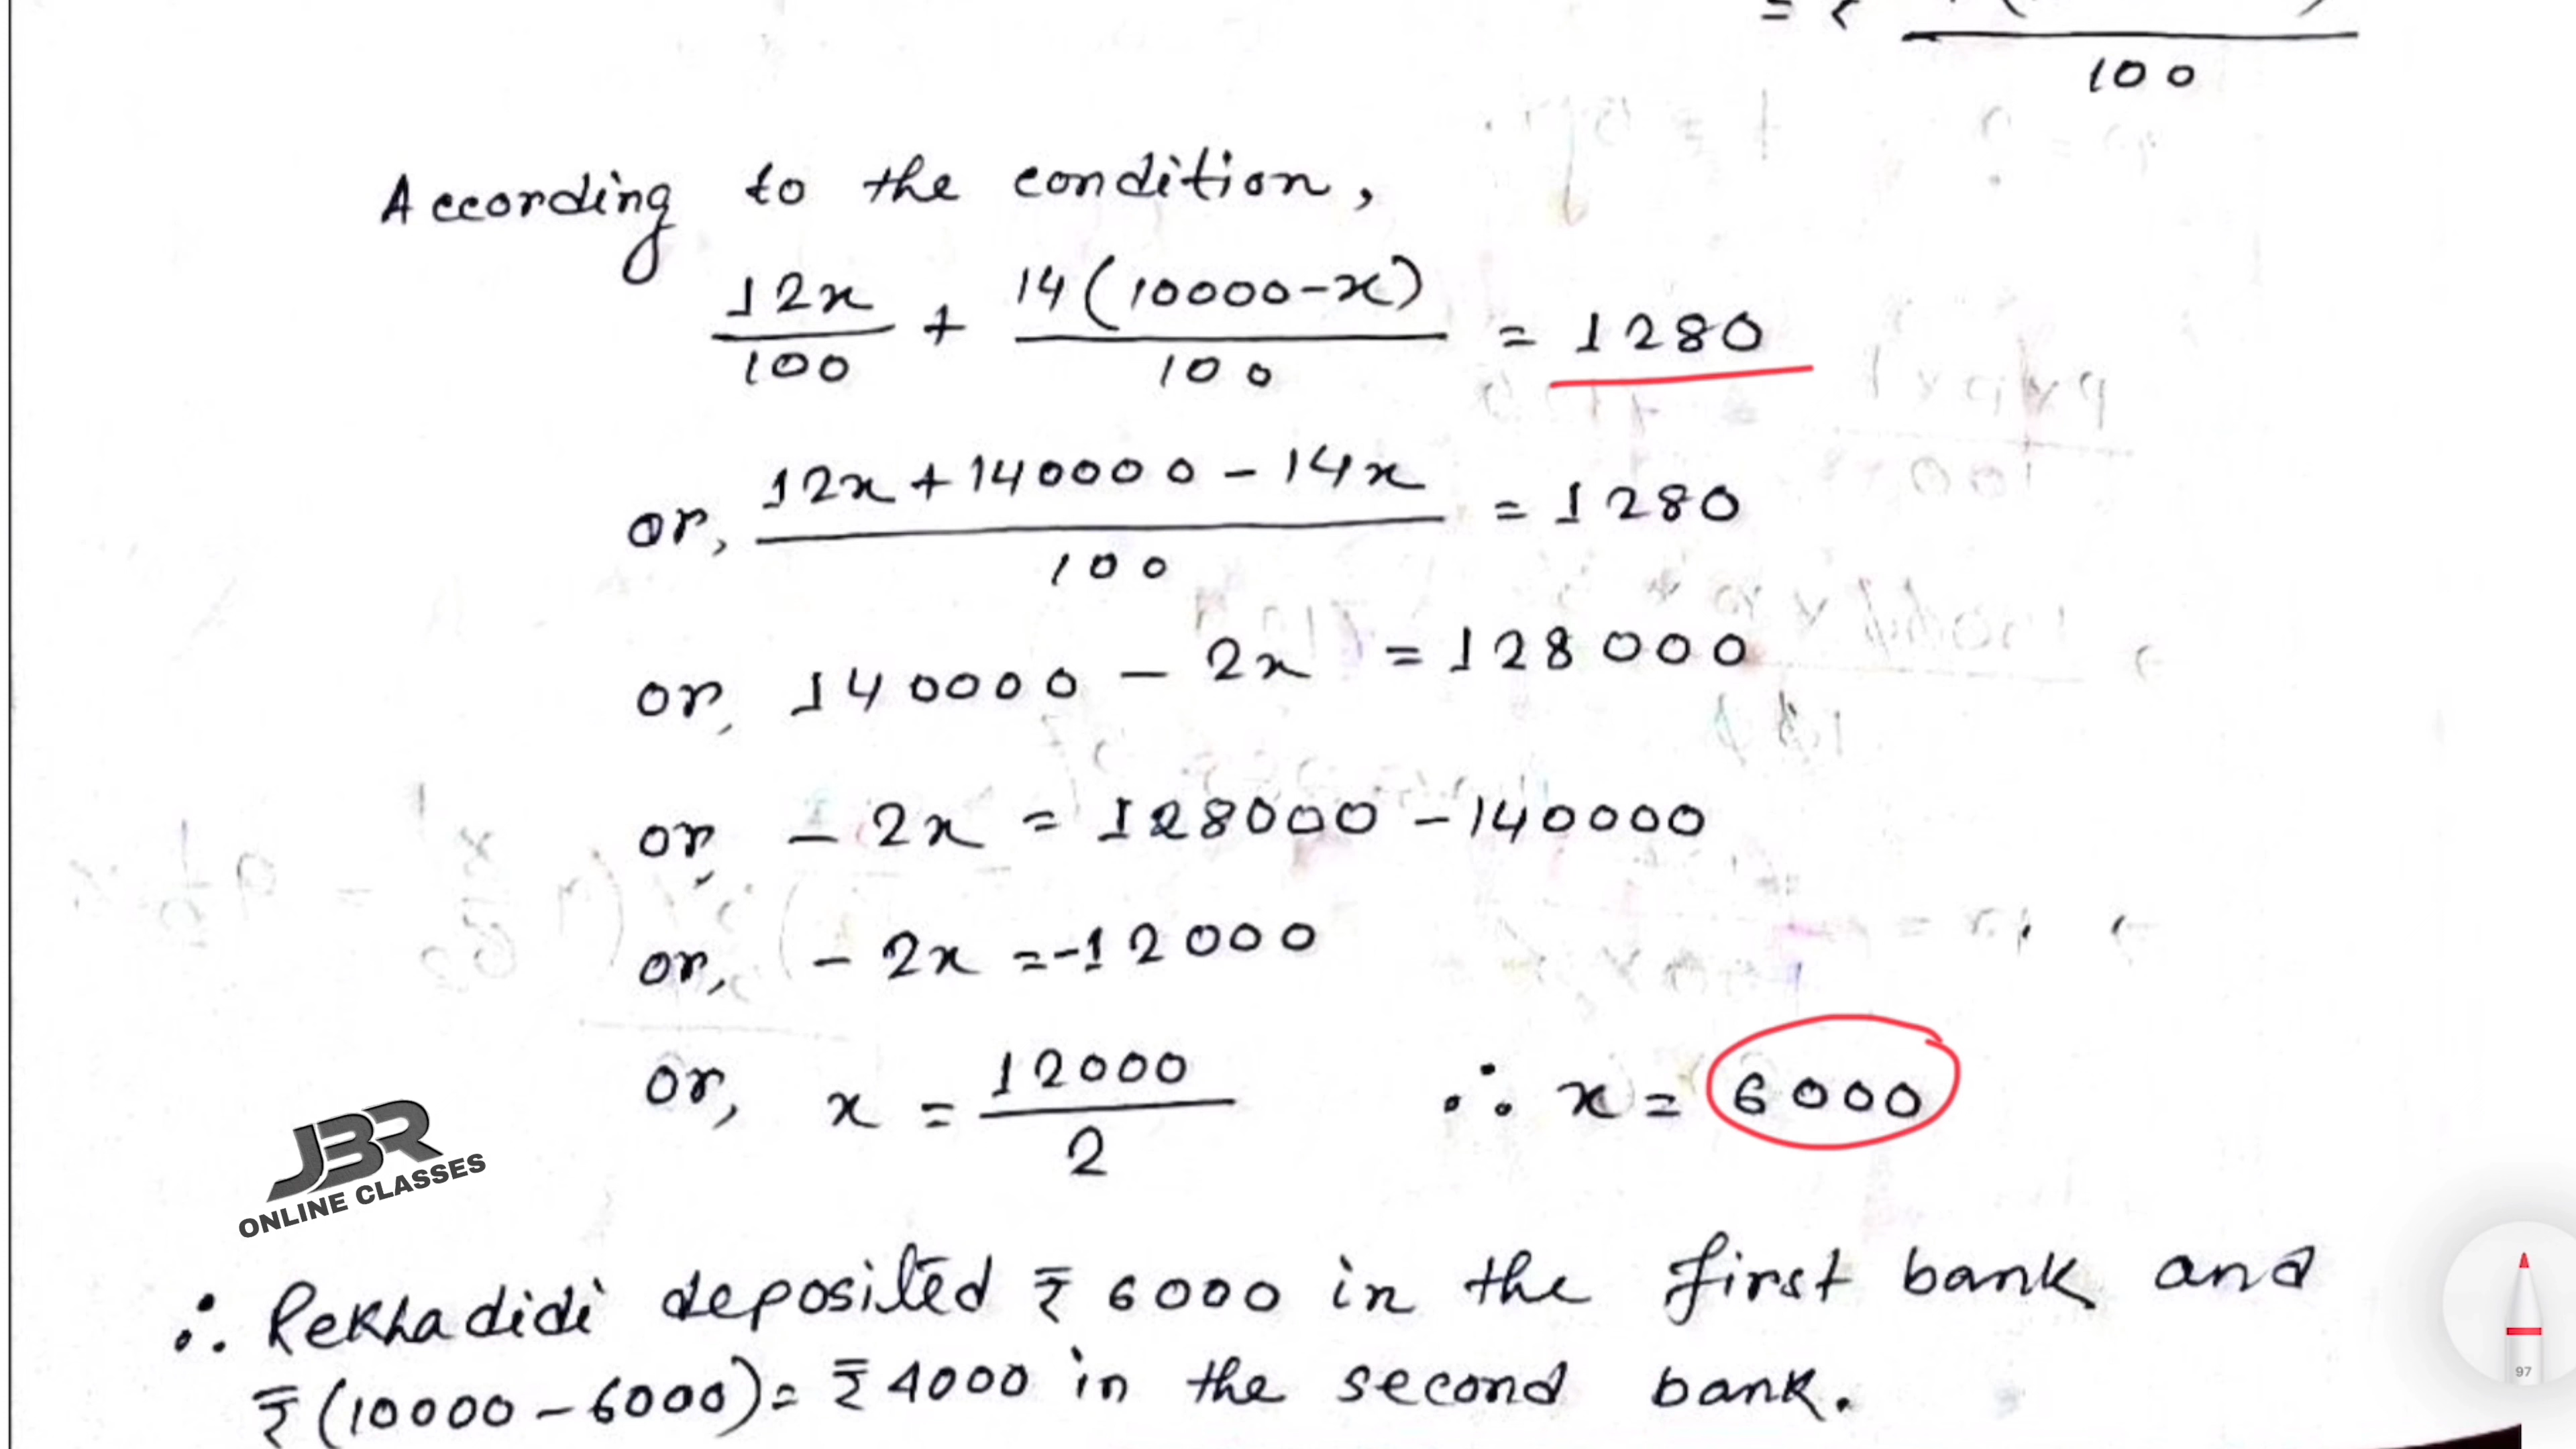 = ₹
100
According to the condition,
12x/100 + 14(10000-x)/100 = 1280
or, 12x+140000-14x/100 = 1280
or, 140000 - 2x = 128000
or, - 2x = 128000 - 140000
or, - 2x = -12000
or, x = 12000/2 ∴ x = 6000
JBR
ONLINE CLASSES
∴ Rekhadidi deposited ₹ 6000 in the first bank and
₹ (10000-6000) = ₹ 4000 in the second bank.
97